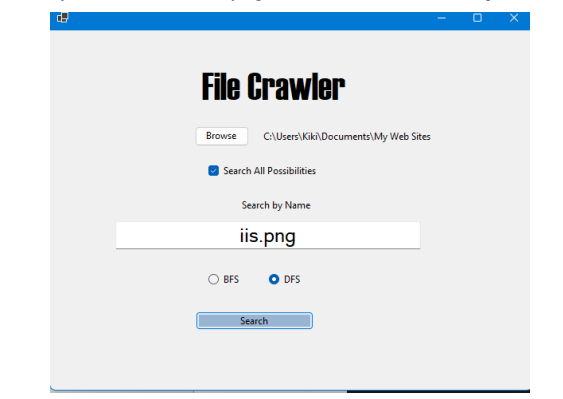 File Crawler
Browse C:\Users\Kiki\Documents\My Web Sites
Search All Possibilities
Search by Name
iis.png
BFS DFS
Search